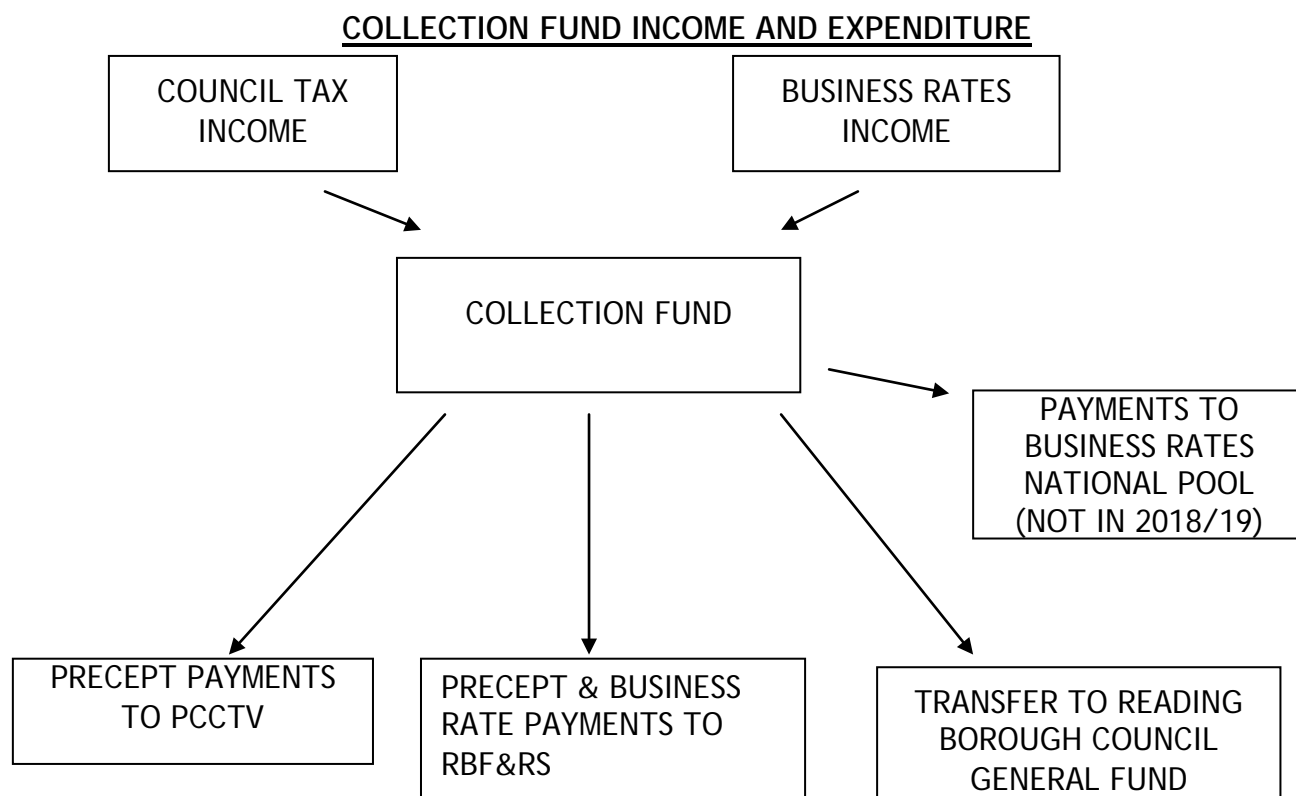 COLLECTION FUND INCOME AND EXPENDITURE
COUNCIL TAX
INCOME
BUSINESS RATES
INCOME
COLLECTION FUND
PAYMENTS TO
BUSINESS RATES
NATIONAL POOL
(NOT IN 2018/19)
PRECEPT PAYMENTS
TO PCCTV
PRECEPT & BUSINESS
RATE PAYMENTS TO
RBF&RS
TRANSFER TO READING
BOROUGH COUNCIL
GENERAL FUND